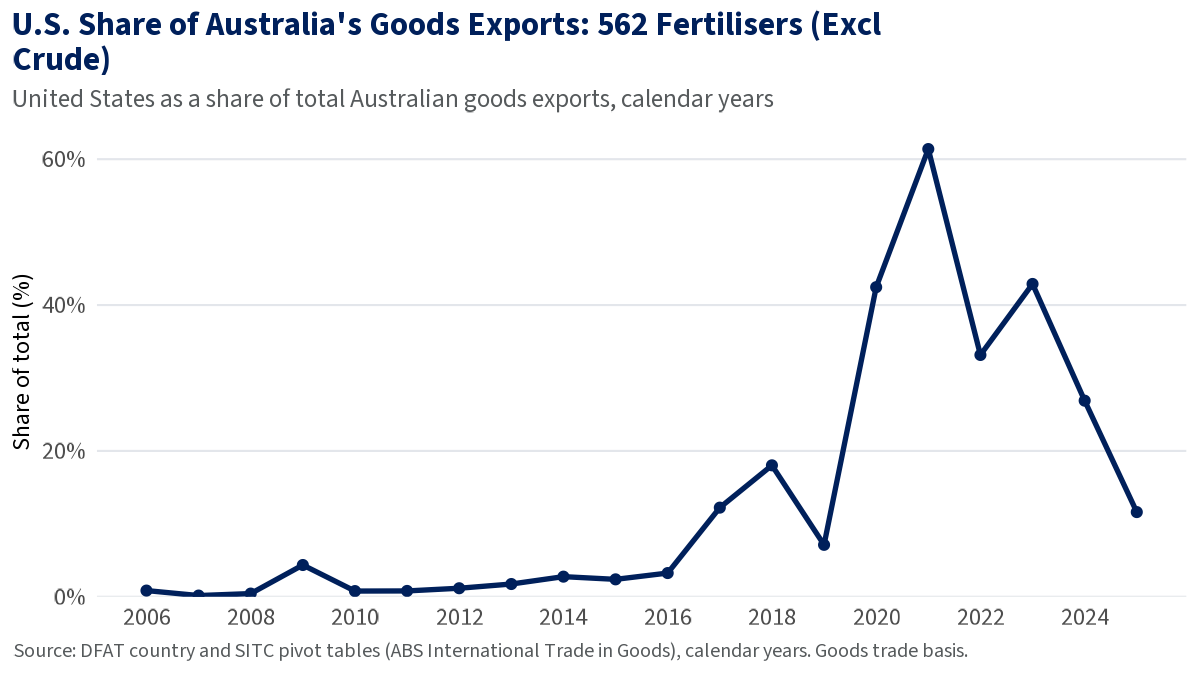 U.S. Share of Australia's Goods Exports: 562 Fertilisers (Excl
Crude)
United States as a share of total Australian goods exports, calendar years
Share of total (%)
60%
40%
20%
0%
2006 2008 2010 2012 2014 2016 2018 2020 2022 2024
Source: DFAT country and SITC pivot tables (ABS International Trade in Goods), calendar years. Goods trade basis.